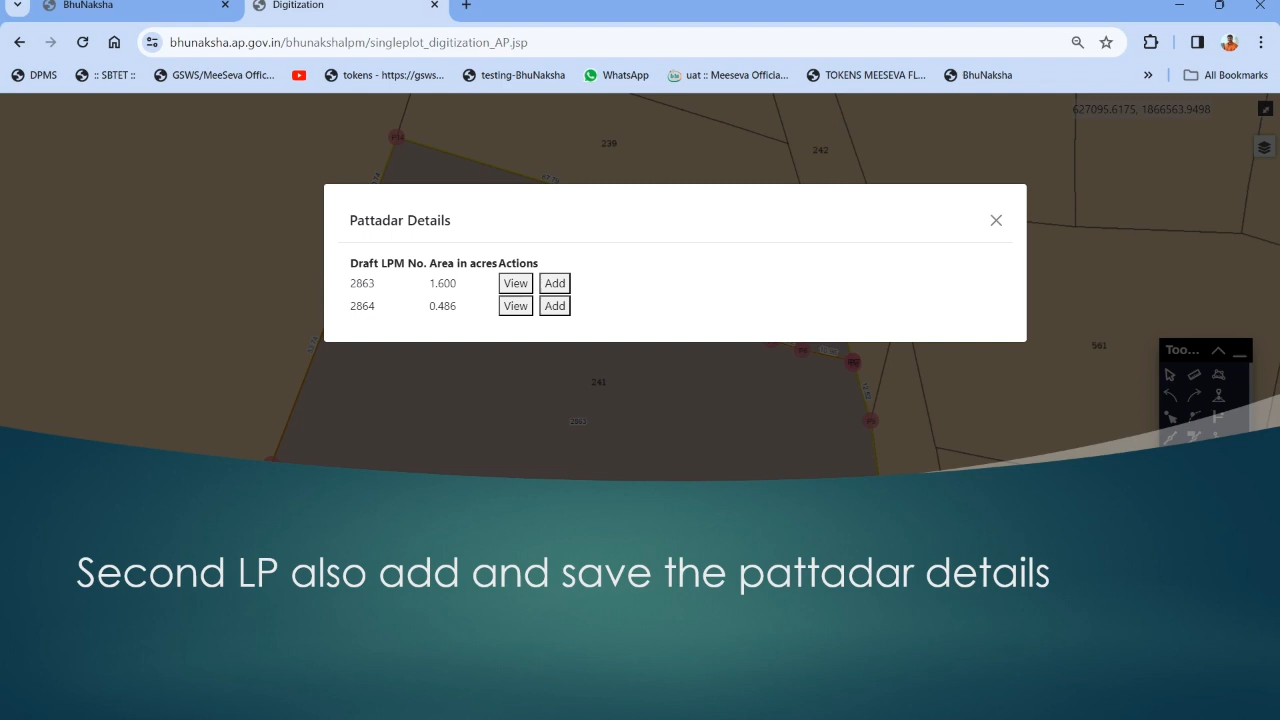 BhuNaksha
Digitization
bhunaksha.ap.gov.in/bhunakshalpm/singleplot_digitization_AP.jsp
DPMS
:: SBTET ::
GSWS/MeeSeva Offic...
tokens - https://gsws...
testing-BhuNaksha
WhatsApp
uat :: Meeseva Officia...
TOKENS MEESEVA FL...
BhuNaksha
»
All Bookmarks
627095.6175, 1866563.9498
239
242
Pattadar Details
Draft LPM No. Area in acres Actions
2863 1.600 View Add
2864 0.486 View Add
501
Too...
241
2863
Second LP also add and save the pattadar details